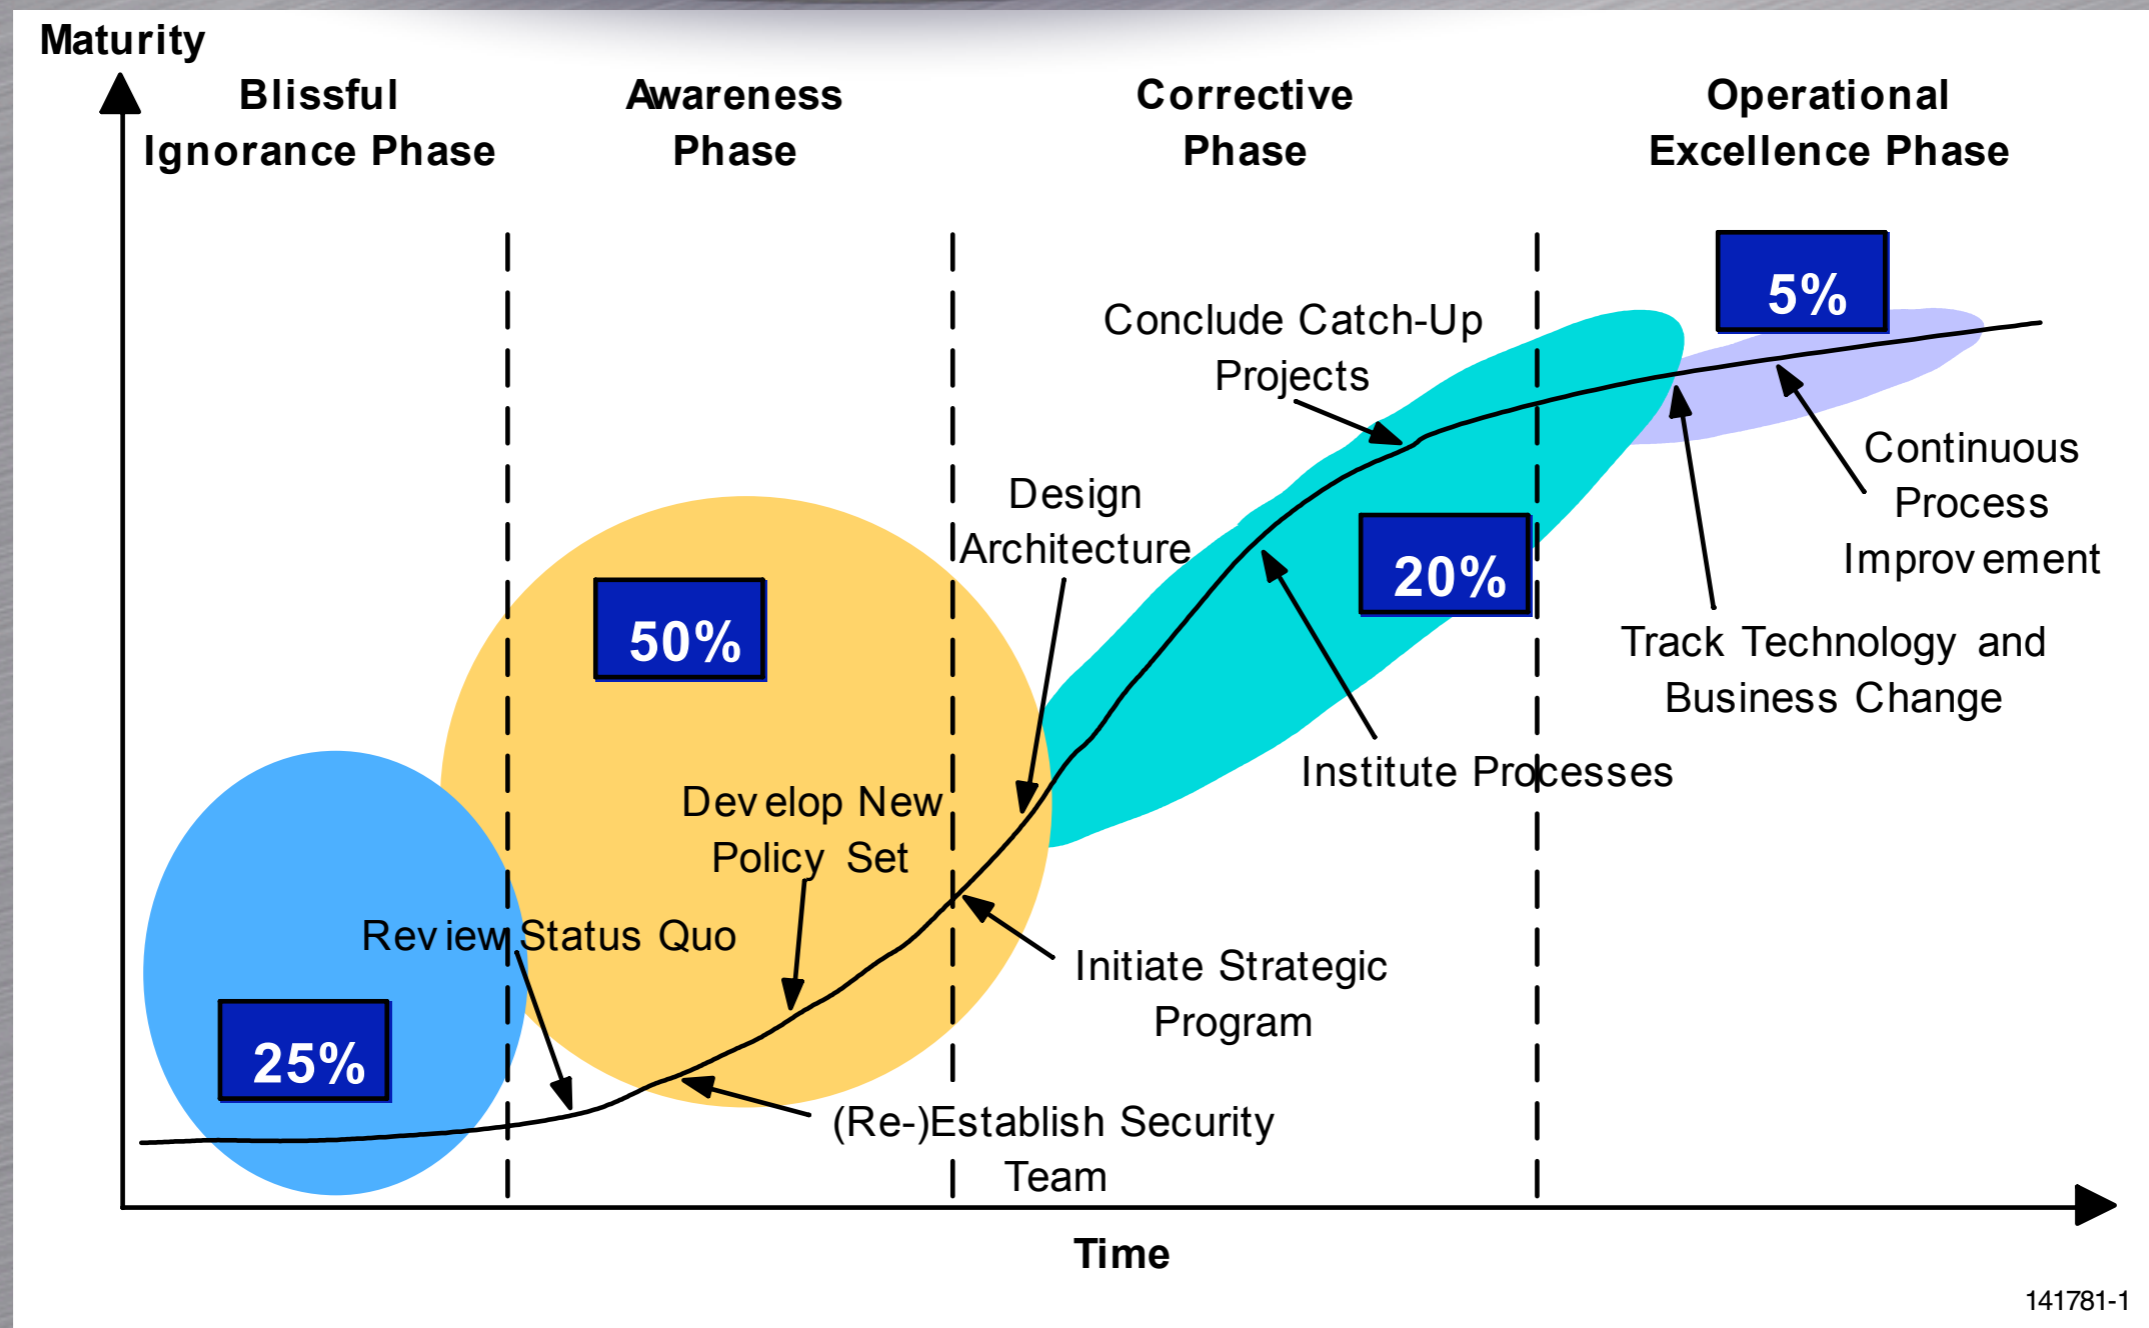 Maturity
Blissful
Ignorance Phase
Awareness
Phase
Corrective
Phase
Operational
Excellence Phase
5%
Conclude Catch-Up
Projects
Continuous
Process
Improvement
Design
Architecture
20%
50%
Track Technology and
Business Change
Institute Processes
Develop New
Policy Set
Review Status Quo
Initiate Strategic
Program
25%
(Re-)Establish Security
Team
Time
141781-1